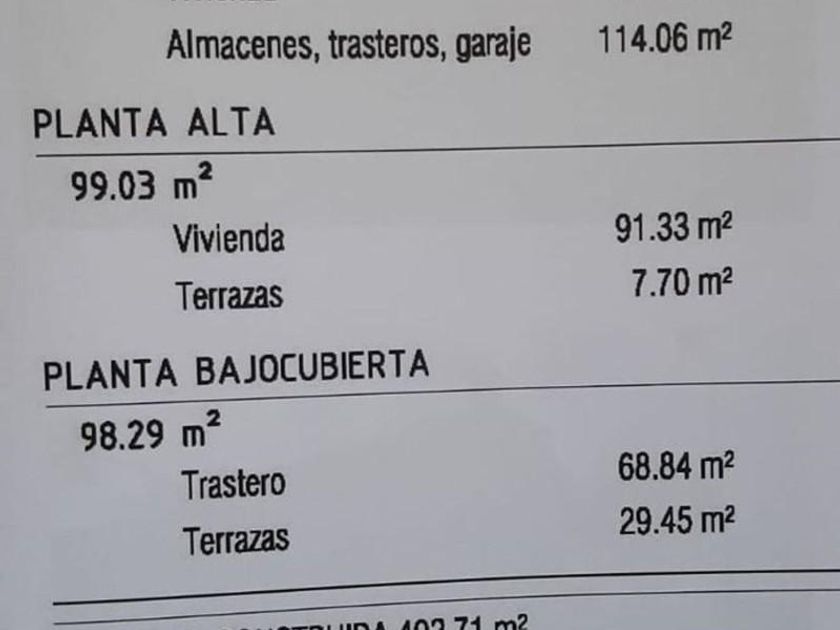 Almacenes, trasteros, garaje 114.06 m²
PLANTA ALTA
99.03 m²
Vivienda 91.33 m²
Terrazas 7.70 m²
PLANTA BAJOCUBIERTA
98.29 m²
Trastero 68.84 m²
Terrazas 29.45 m²